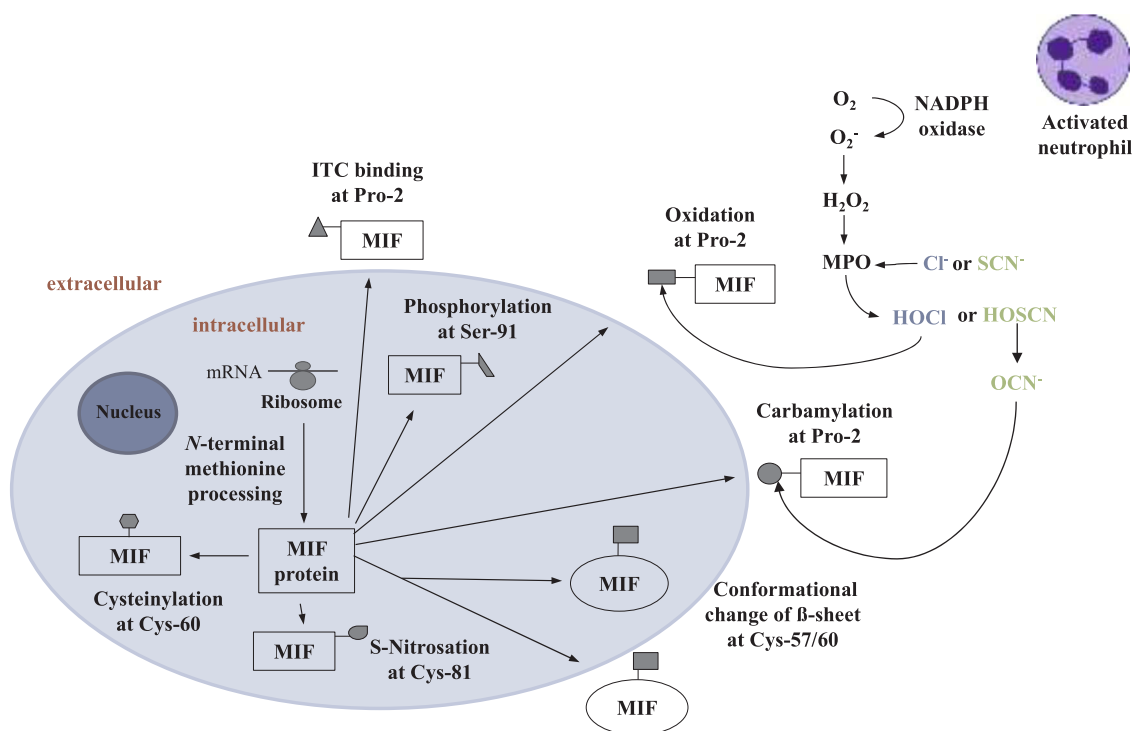 O₂
NADPH
oxidase
O₂⁻
Activated
neutrophil
H₂O₂
MPO
Cl⁻ or SCN⁻
HOCl or HOSCN
OCN⁻
ITC binding
at Pro-2
MIF
Oxidation
at Pro-2
MIF
extracellular
intracellular
Phosphorylation
at Ser-91
MIF
mRNA
Ribosome
Nucleus
N-terminal
methionine
processing
Carbamylation
at Pro-2
MIF
MIF
Cysteinylation
at Cys-60
MIF
protein
MIF
S-Nitrosation
at Cys-81
MIF
Conformational
change of ß-sheet
at Cys-57/60
MIF